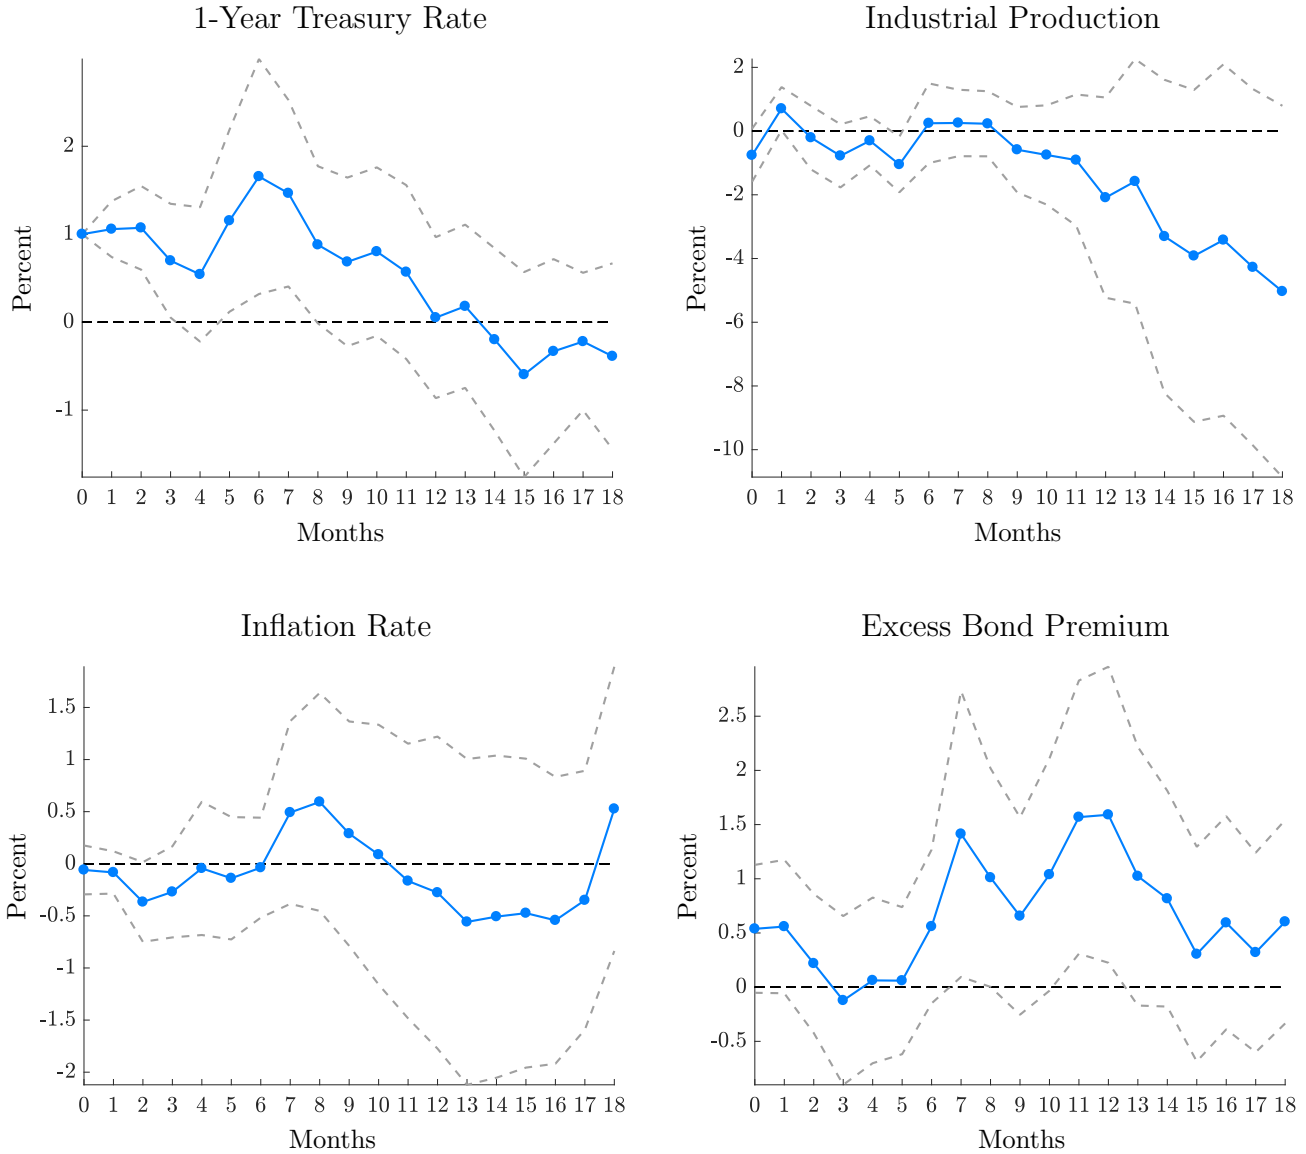 1-Year Treasury Rate
Percent
2
1
0
-1
0 1 2 3 4 5 6 7 8 9 10 11 12 13 14 15 16 17 18
Months
Industrial Production
Percent
2
0
-2
-4
-6
-8
-10
0 1 2 3 4 5 6 7 8 9 10 11 12 13 14 15 16 17 18
Months
Inflation Rate
Percent
1.5
1
0.5
0
-0.5
-1
-1.5
-2
0 1 2 3 4 5 6 7 8 9 10 11 12 13 14 15 16 17 18
Months
Excess Bond Premium
Percent
2.5
2
1.5
1
0.5
0
-0.5
0 1 2 3 4 5 6 7 8 9 10 11 12 13 14 15 16 17 18
Months